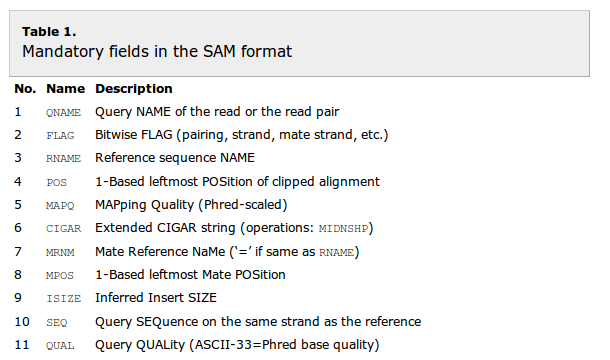 Table 1.
Mandatory fields in the SAM format
No. Name Description
1 QNAME Query NAME of the read or the read pair
2 FLAG Bitwise FLAG (pairing, strand, mate strand, etc.)
3 RNAME Reference sequence NAME
4 POS 1-Based leftmost POSition of clipped alignment
5 MAPQ MAPping Quality (Phred-scaled)
6 CIGAR Extended CIGAR string (operations: MIDNSHP)
7 MRNM Mate Reference NaMe (‘=’ if same as RNAME)
8 MPOS 1-Based leftmost Mate POSition
9 ISIZE Inferred Insert SIZE
10 SEQ Query SEQuence on the same strand as the reference
11 QUAL Query QUALity (ASCII-33=Phred base quality)